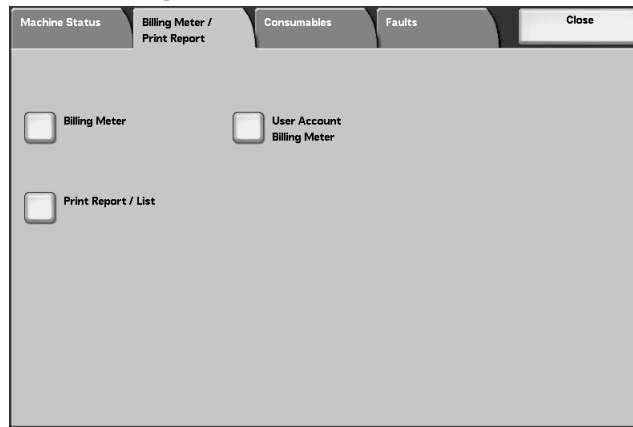 Machine Status
Billing Meter /
Print Report
Consumables
Faults
Close
Billing Meter
User Account
Billing Meter
Print Report / List